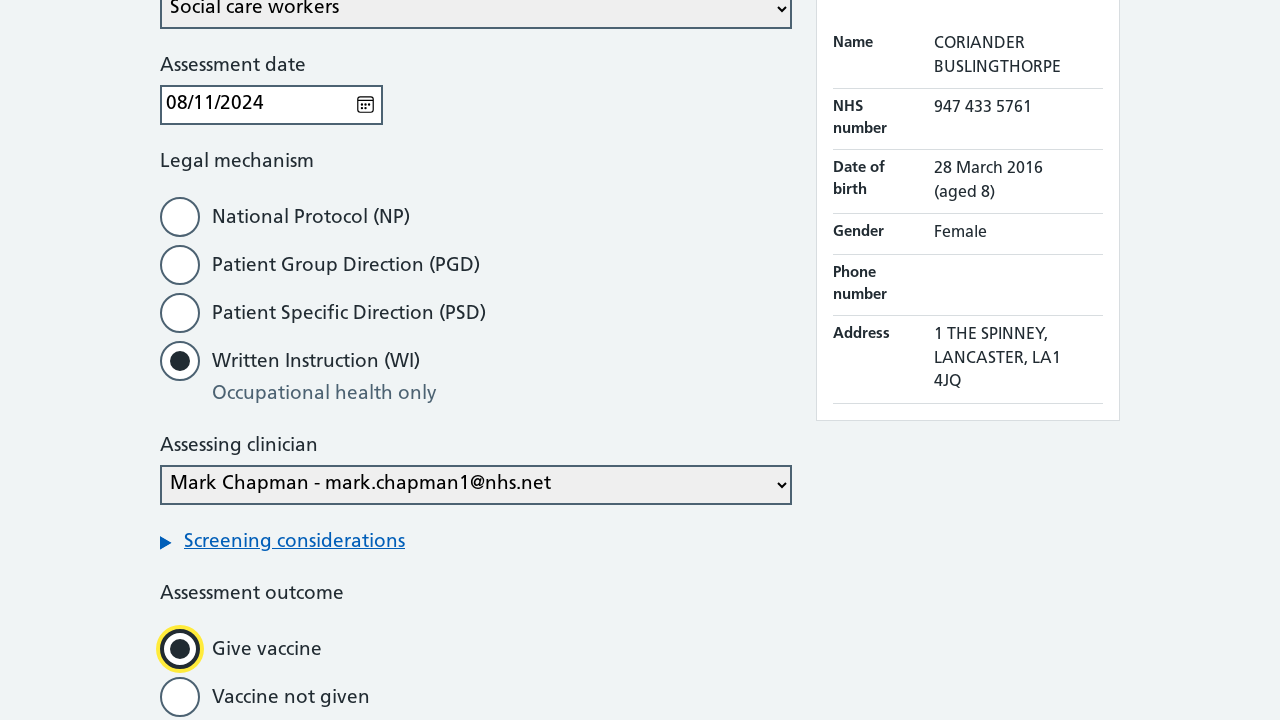 Social care workers
Assessment date
08/11/2024
Legal mechanism
National Protocol (NP)
Patient Group Direction (PGD)
Patient Specific Direction (PSD)
Written Instruction (WI)
Occupational health only
Assessing clinician
Mark Chapman - mark.chapman1@nhs.net
Screening considerations
Assessment outcome
Give vaccine
Vaccine not given
Name CORIANDER
BUSLINGTHORPE
NHS number 947 433 5761
Date of birth 28 March 2016
(aged 8)
Gender Female
Phone number
Address 1 THE SPINNEY,
LANCASTER, LA1
4JQ